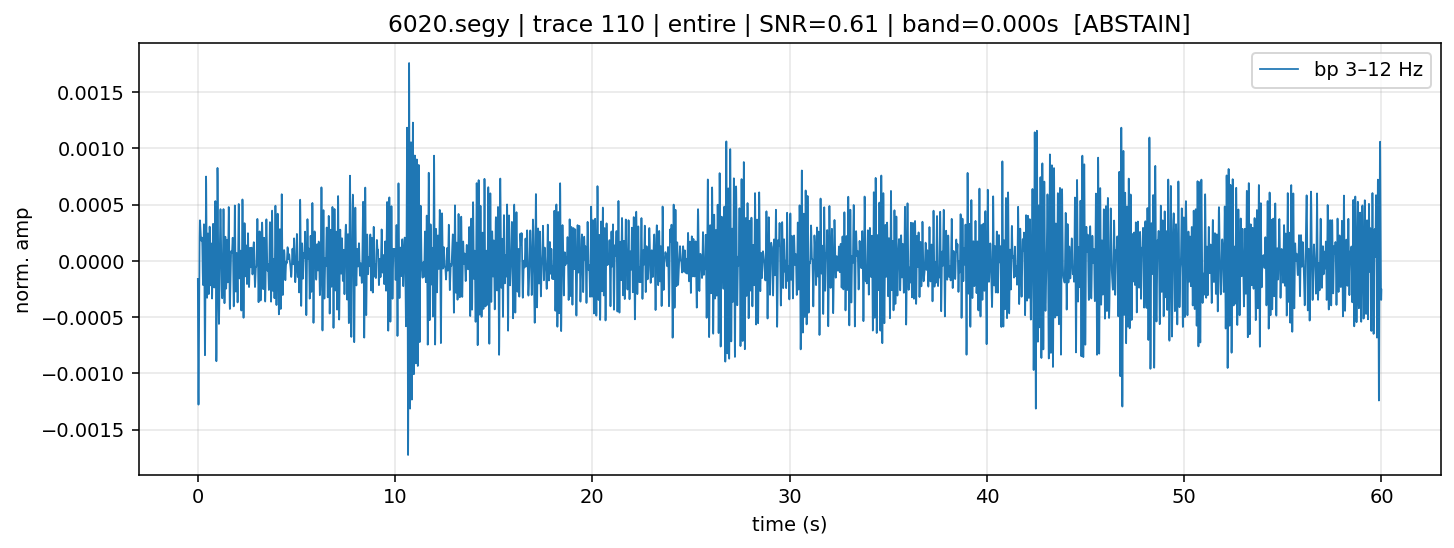 6020.segy | trace 110 | entire | SNR=0.61 | band=0.000s  [ABSTAIN]
bp 3–12 Hz
norm. amp
0.0015
0.0010
0.0005
0.0000
−0.0005
−0.0010
−0.0015
0 10 20 30 40 50 60
time (s)